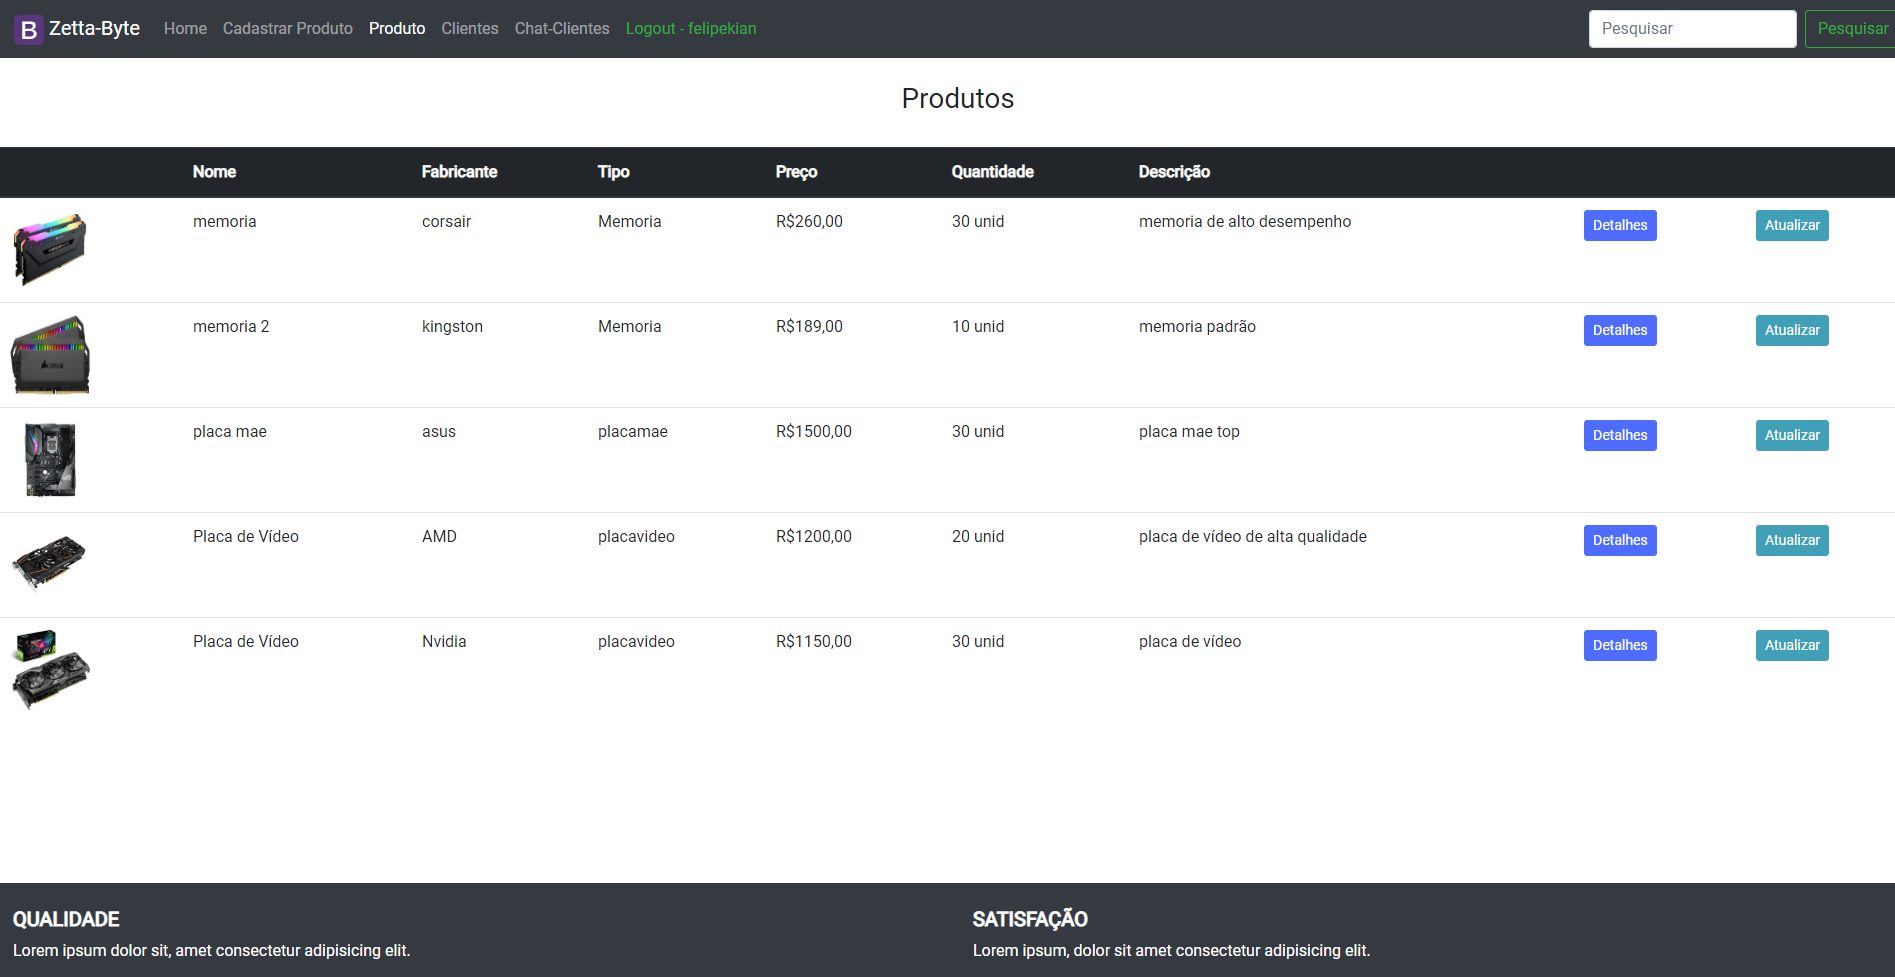 B Zetta-Byte Home Cadastrar Produto Produto Clientes Chat-Clientes Logout - felipekian Pesquisar Pesquisar
Produtos
Nome Fabricante Tipo Preço Quantidade Descrição
memoria corsair Memoria R$260,00 30 unid memoria de alto desempenho Detalhes Atualizar
memoria 2 kingston Memoria R$189,00 10 unid memoria padrão Detalhes Atualizar
placa mae asus placamae R$1500,00 30 unid placa mae top Detalhes Atualizar
Placa de Vídeo AMD placavideo R$1200,00 20 unid placa de vídeo de alta qualidade Detalhes Atualizar
Placa de Vídeo Nvidia placavideo R$1150,00 30 unid placa de vídeo Detalhes Atualizar
QUALIDADE SATISFAÇÃO
Lorem ipsum dolor sit, amet consectetur adipisicing elit. Lorem ipsum, dolor sit amet consectetur adipisicing elit.